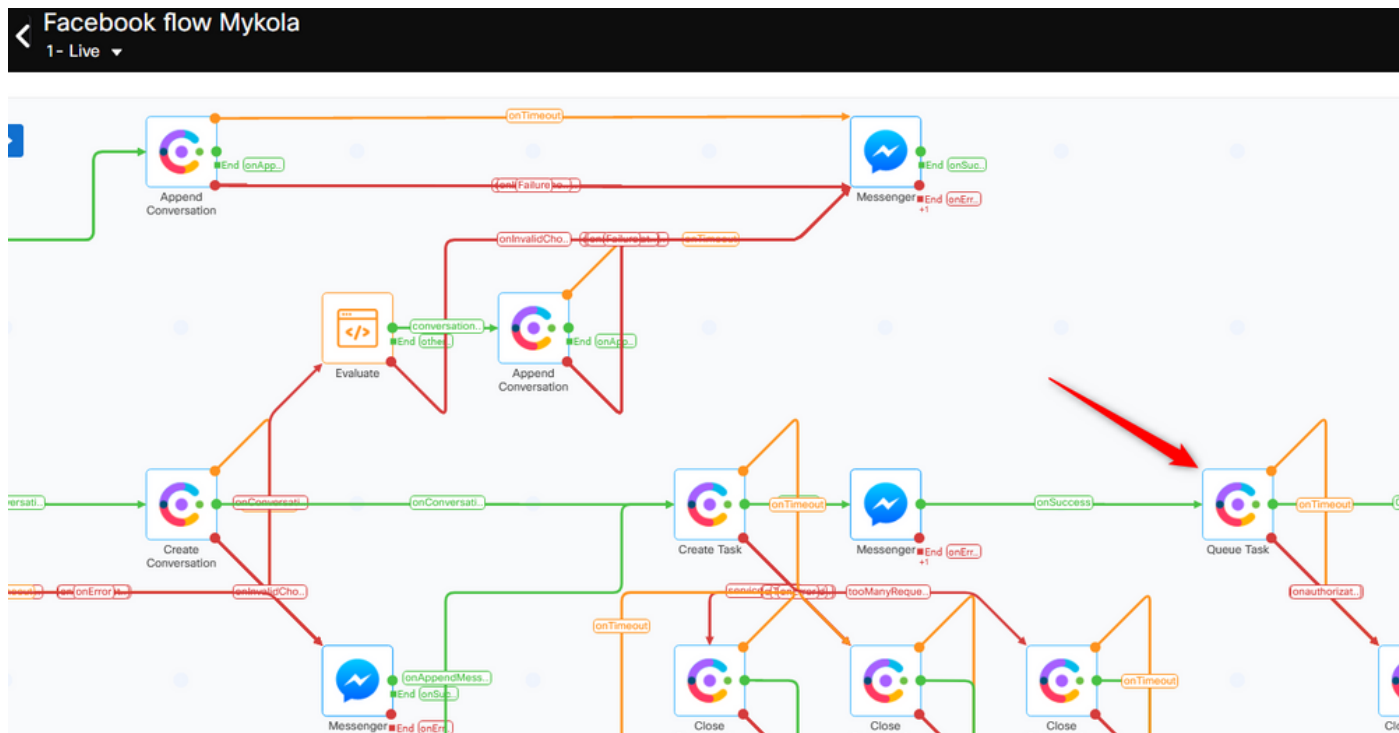 Facebook flow Mykola
1- Live
onTimeout
End onApp..
End onSuc..
Failure
Append
Conversation
Messenger
End onErr..
+1
onInvalidCho..
onTimeout
conversation..
End other..
End onApp..
Evaluate
Append
Conversation
ersati..
onConversati..
onConversati..
onTimeout
onSuccess
onTimeout
Create
Conversation
Create Task
Messenger
End onErr..
+1
Queue Task
onError
onInvalidCho..
tooManyReque..
onauthorizat..
onTimeout
onAppendMess..
End onSuc..
onTimeout
Messenger
End onErr..
Close
Close
Close